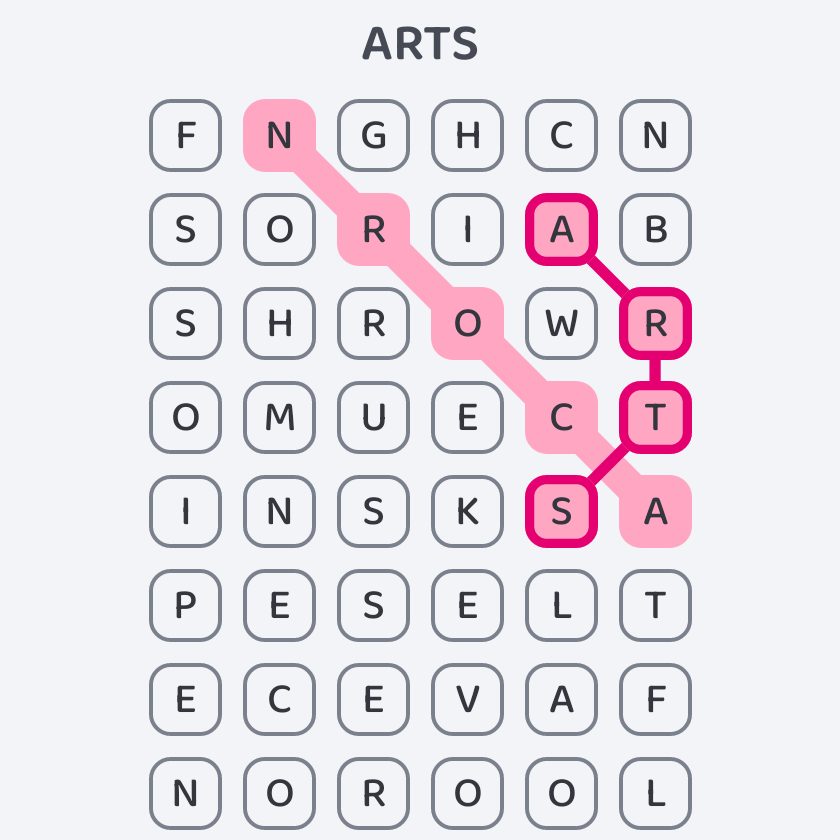 ARTS
F N G H C N
S O R I A B
S H R O W R
O M U E C T
I N S K S A
P E S E L T
E C E V A F
N O R O O L